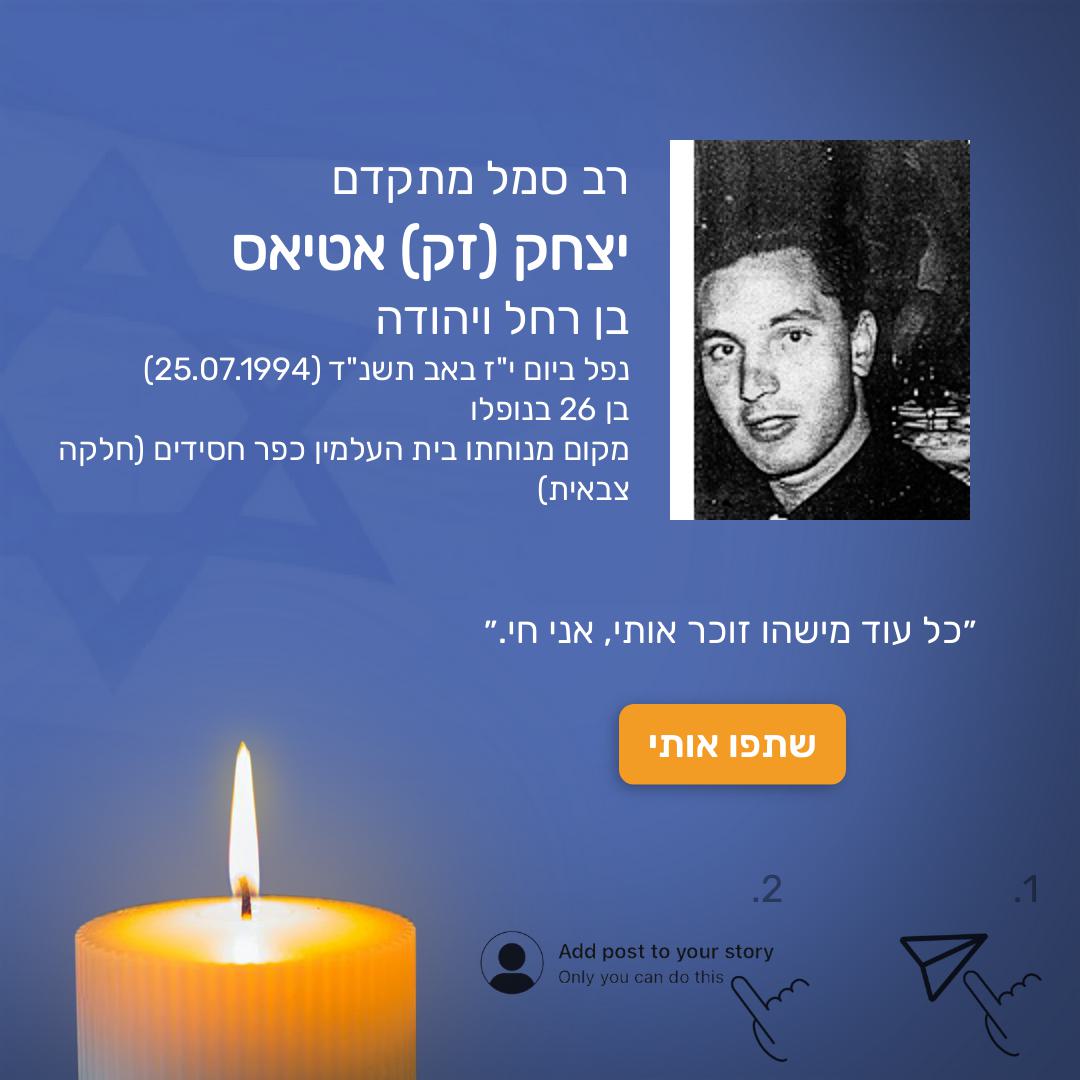 רב סמל מתקדם
יצחק (זק) אטיאס
בן רחל ויהודה
נפל ביום י"ז באב תשנ"ד (25.07.1994)
בן 26 בנופלו
מקום מנוחתו בית העלמין כפר חסידים (חלקה
צבאית)
״כל עוד מישהו זוכר אותי, אני חי.״
שתפו אותי
1.
2.
Add post to your story
Only you can do this